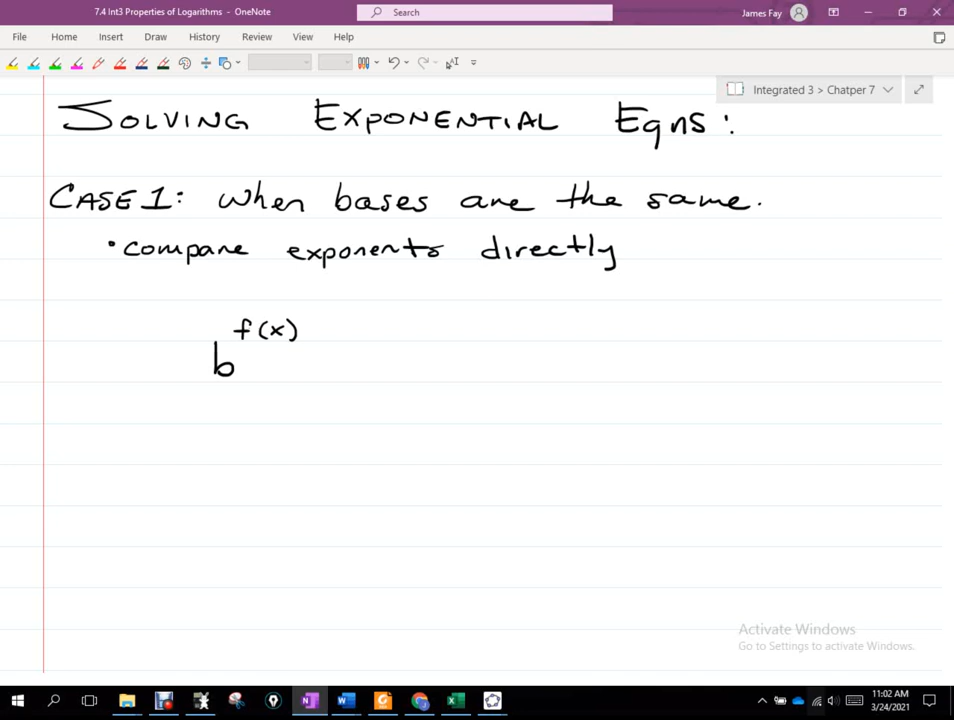 7.4 Int3 Properties of Logarithms - OneNote
Search
James Fay
File Home Insert Draw History Review View Help
Integrated 3 > Chatper 7
SOLVING EXPONENTIAL Eqns:
CASE 1: when bases are the same.
• compare exponents directly
b^f(x)
Activate Windows
Go to Settings to activate Windows.
11:02 AM
3/24/2021